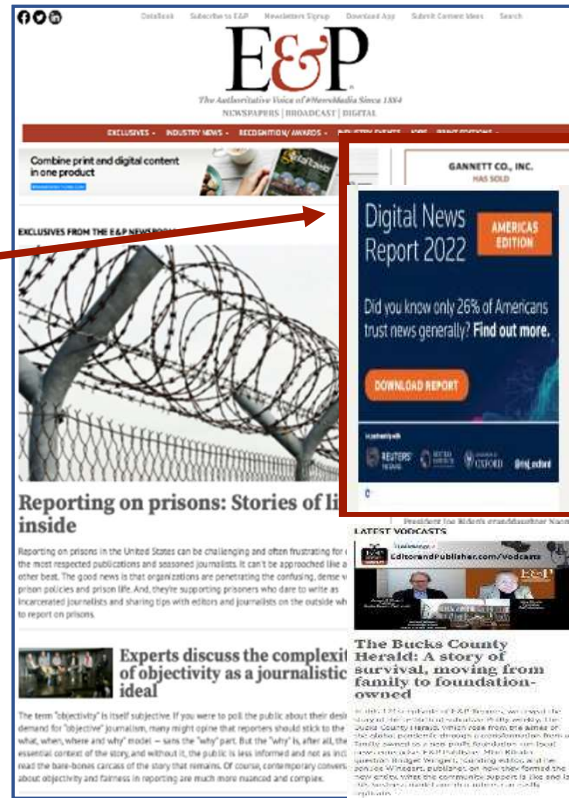 DataBook Subscribe to E&P Newsletters Signup Download App Submit Content Ideas Search
E&P
The Authoritative Voice of #NewsMedia Since 1884
NEWSPAPERS | BROADCAST | DIGITAL
EXCLUSIVES INDUSTRY NEWS RECOGNITION/AWARDS INDUSTRY EVENTS JOBS PRINT EDITIONS
Combine print and digital content
in one product
GANNETT CO., INC.
HAS SOLD
EXCLUSIVES FROM THE E&P
Digital News
Report 2022
AMERICAS
EDITION
Did you know only 26% of Americans
trust news generally? Find out more.
DOWNLOAD REPORT
REUTERS
OXFORD
Reporting on prisons: Stories of
inside
Reporting on prisons in the United States can be challenging and often frustrating for
the most respected publications and seasoned journalists. It can't be approached like a
other beat. The good news is that organizations are penetrating the confusing, dense
prison policies and prison life. And, they're supporting prisoners who dare to write as
incarcerated journalists and sharing tips with editors and journalists on the outside
to report on prisons.
LATEST VODCASTS
EditorandPublisher.com/Vodcasts
E&P
The Bucks County
Herald: A story of
survival, moving from
family to foundation-
owned
Experts discuss the
of objectivity as a journalistic
ideal
The term "objectivity" is itself subjective. If you were to poll the public about their
demand for "objective" journalism, many might opine that reporters should stick to the
what, when, where and why" model — sans the "why" part. But the "why" is, after all, the
essential context of the story, and without it, the public is less informed and not as
read the bare-bones carcass of the story that remains. Of course, contemporary
about objectivity and fairness in reporting are much more nuanced and complex.